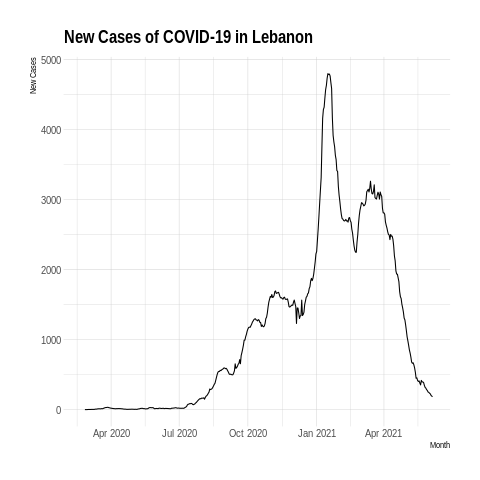 New Cases of COVID-19 in Lebanon
New Cases
5000
4000
3000
2000
1000
0
Apr 2020 Jul 2020 Oct 2020 Jan 2021 Apr 2021
Month